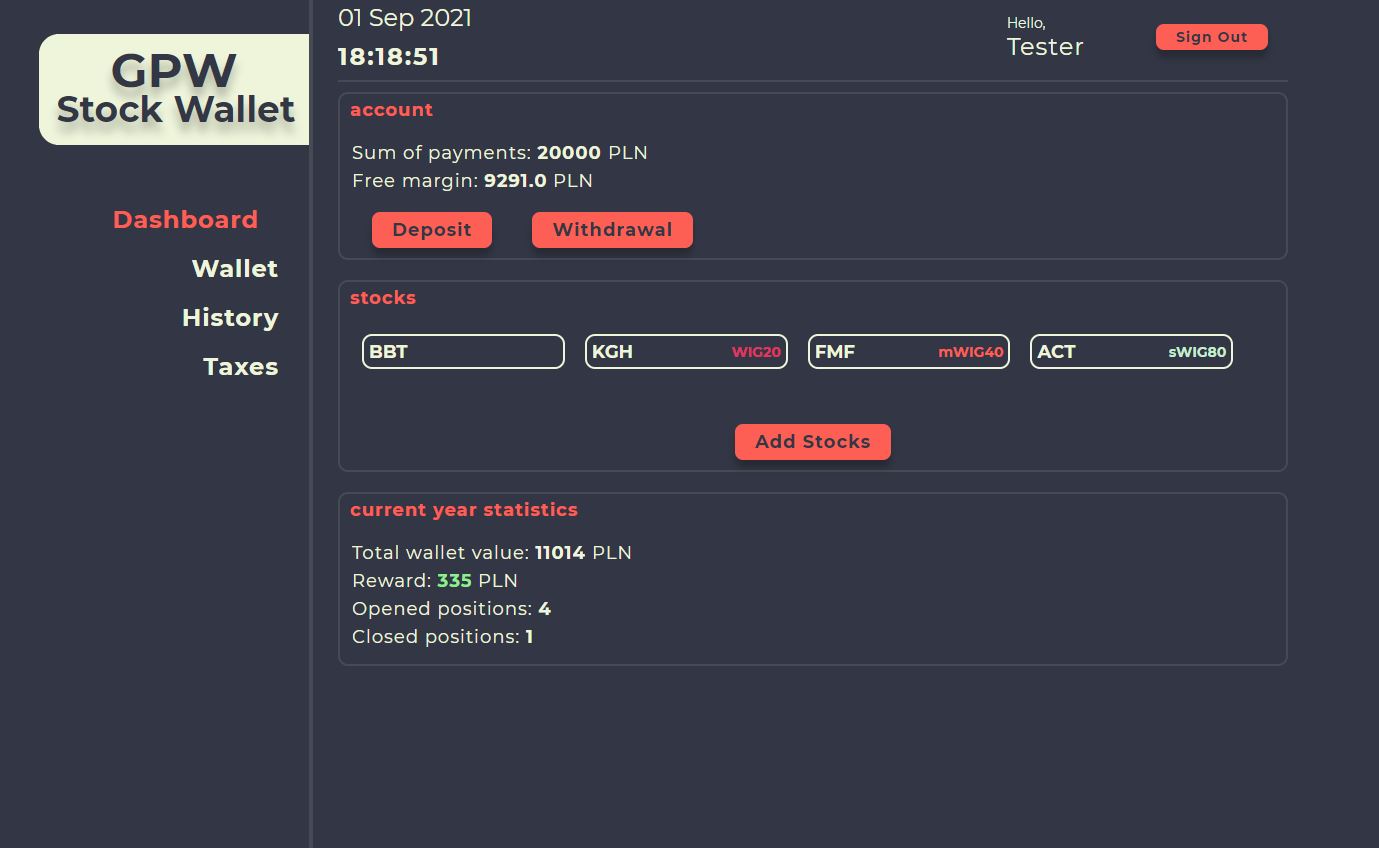 GPW
Stock Wallet
Dashboard
Wallet
History
Taxes
01 Sep 2021
18:18:51
Hello,
Tester
Sign Out
account
Sum of payments: 20000 PLN
Free margin: 9291.0 PLN
Deposit Withdrawal
stocks
BBT KGH WIG20 FMF mWIG40 ACT sWIG80
Add Stocks
current year statistics
Total wallet value: 11014 PLN
Reward: 335 PLN
Opened positions: 4
Closed positions: 1